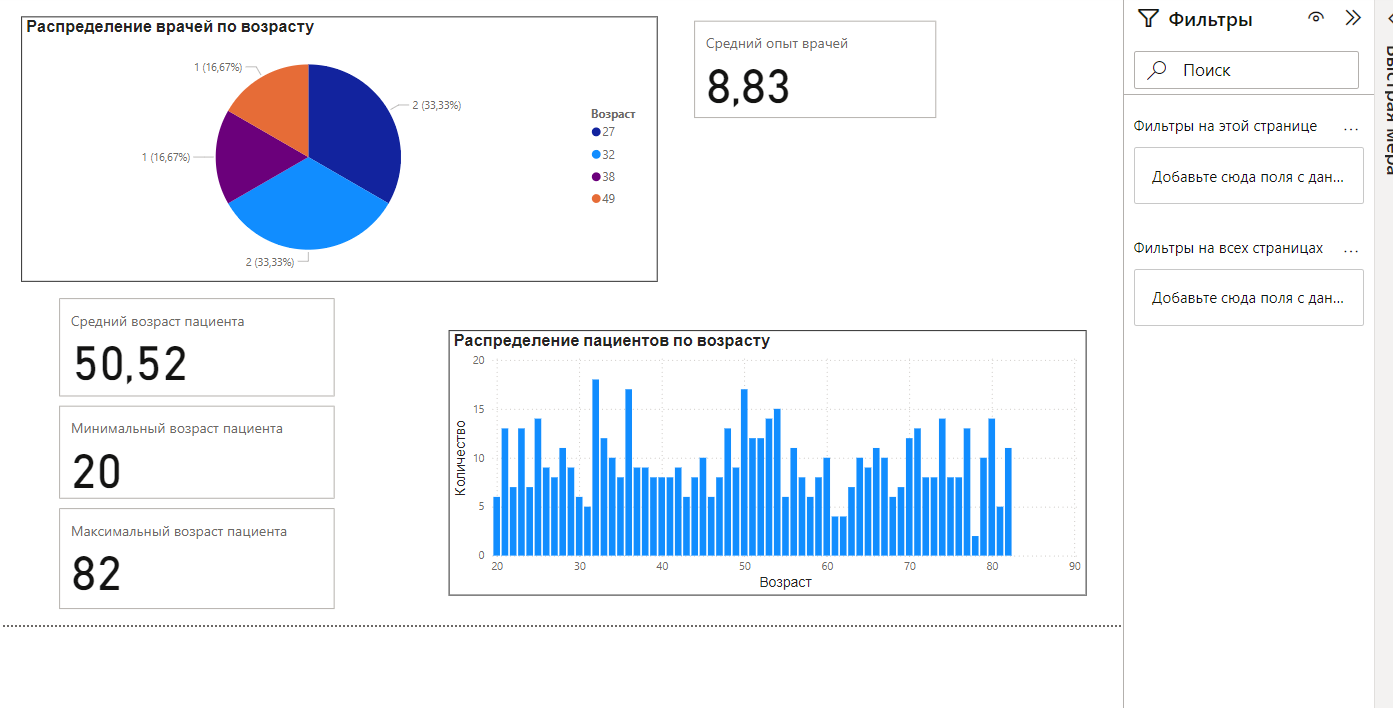 Распределение врачей по возрасту
1 (16,67%)
2 (33,33%)
1 (16,67%)
2 (33,33%)
Возраст
27
32
38
49
Средний опыт врачей
8,83
Средний возраст пациента
50,52
Минимальный возраст пациента
20
Максимальный возраст пациента
82
Распределение пациентов по возрасту
Количество
20
15
10
5
0
20 30 40 50 60 70 80 90
Возраст
Фильтры
Поиск
Фильтры на этой странице ...
Добавьте сюда поля с дан...
Фильтры на всех страницах ...
Добавьте сюда поля с дан...
Быстрая мера